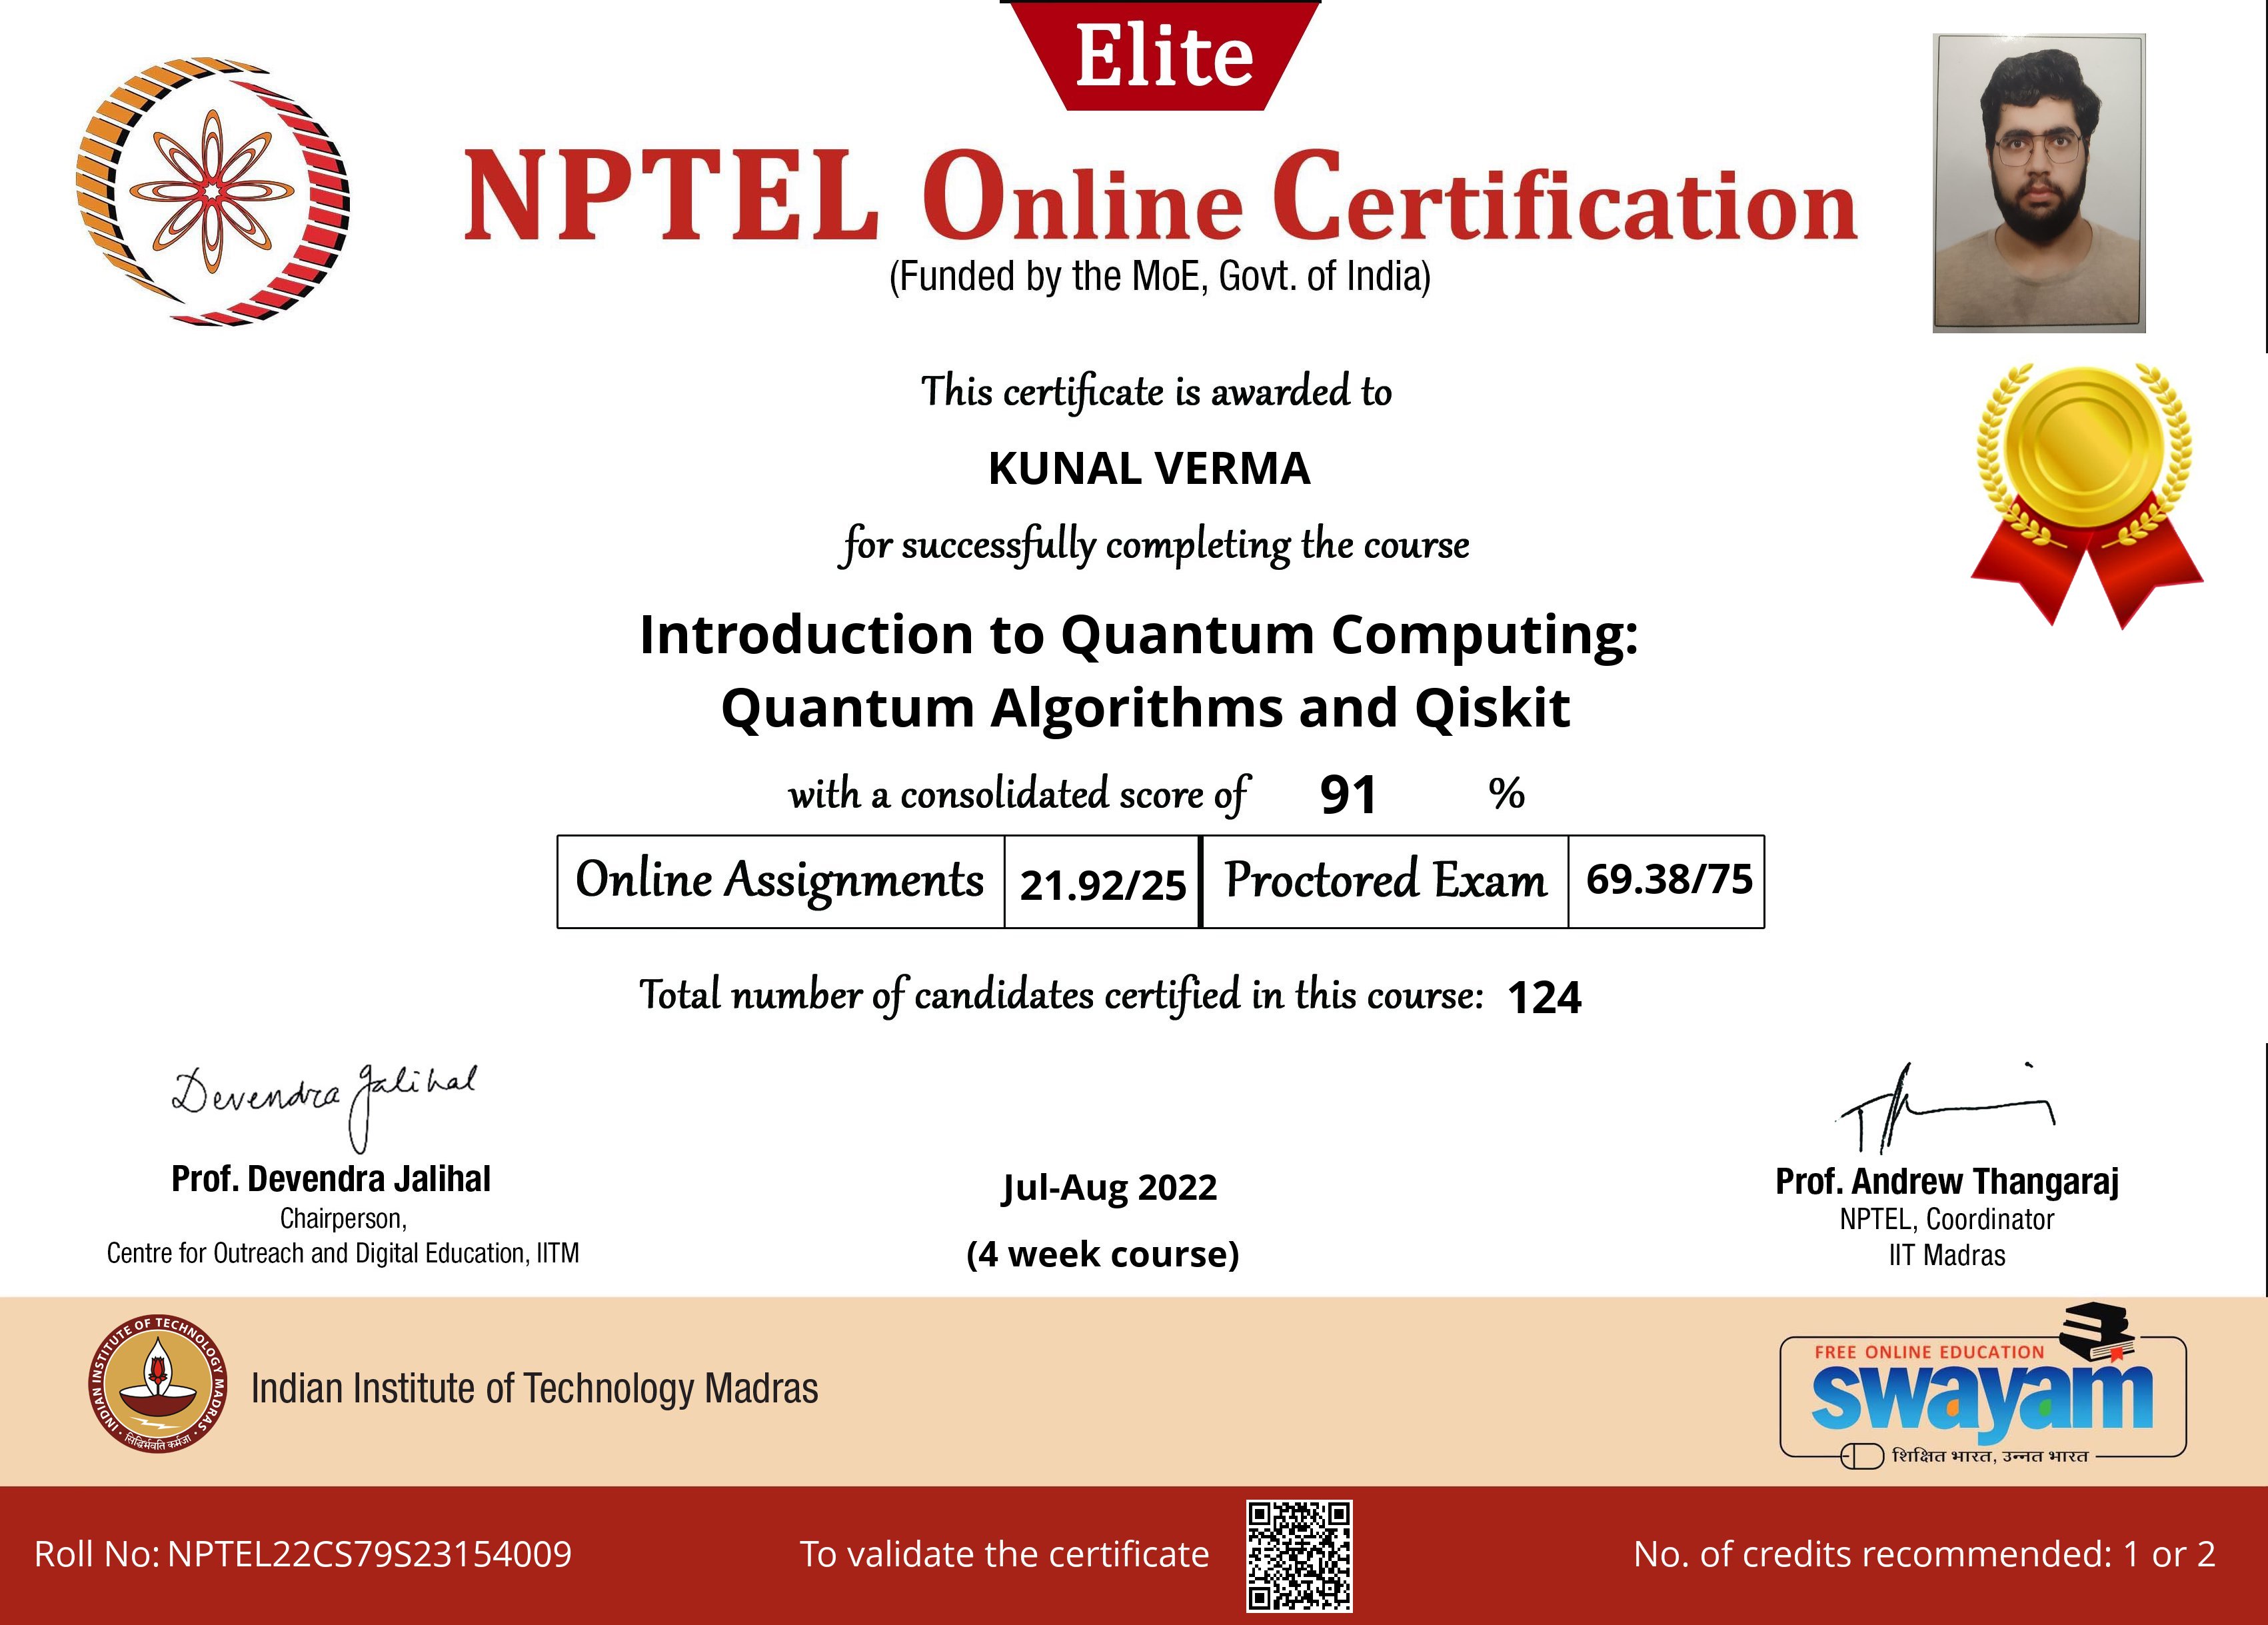 Elite
NPTEL Online Certification
(Funded by the MoE, Govt. of India)
This certificate is awarded to
KUNAL VERMA
for successfully completing the course
Introduction to Quantum Computing:
Quantum Algorithms and Qiskit
with a consolidated score of 91 %
Online Assignments 21.92/25 Proctored Exam 69.38/75
Total number of candidates certified in this course: 124
Devendra Jalihal
Prof. Devendra Jalihal
Chairperson,
Centre for Outreach and Digital Education, IITM
Jul-Aug 2022
(4 week course)
Prof. Andrew Thangaraj
NPTEL, Coordinator
IIT Madras
INDIAN INSTITUTE OF TECHNOLOGY MADRAS
सिद्धिर्भवति कर्मजा
Indian Institute of Technology Madras
FREE ONLINE EDUCATION
swayam
शिक्षित भारत, उन्नत भारत
Roll No: NPTEL22CS79S23154009
To validate the certificate
No. of credits recommended: 1 or 2